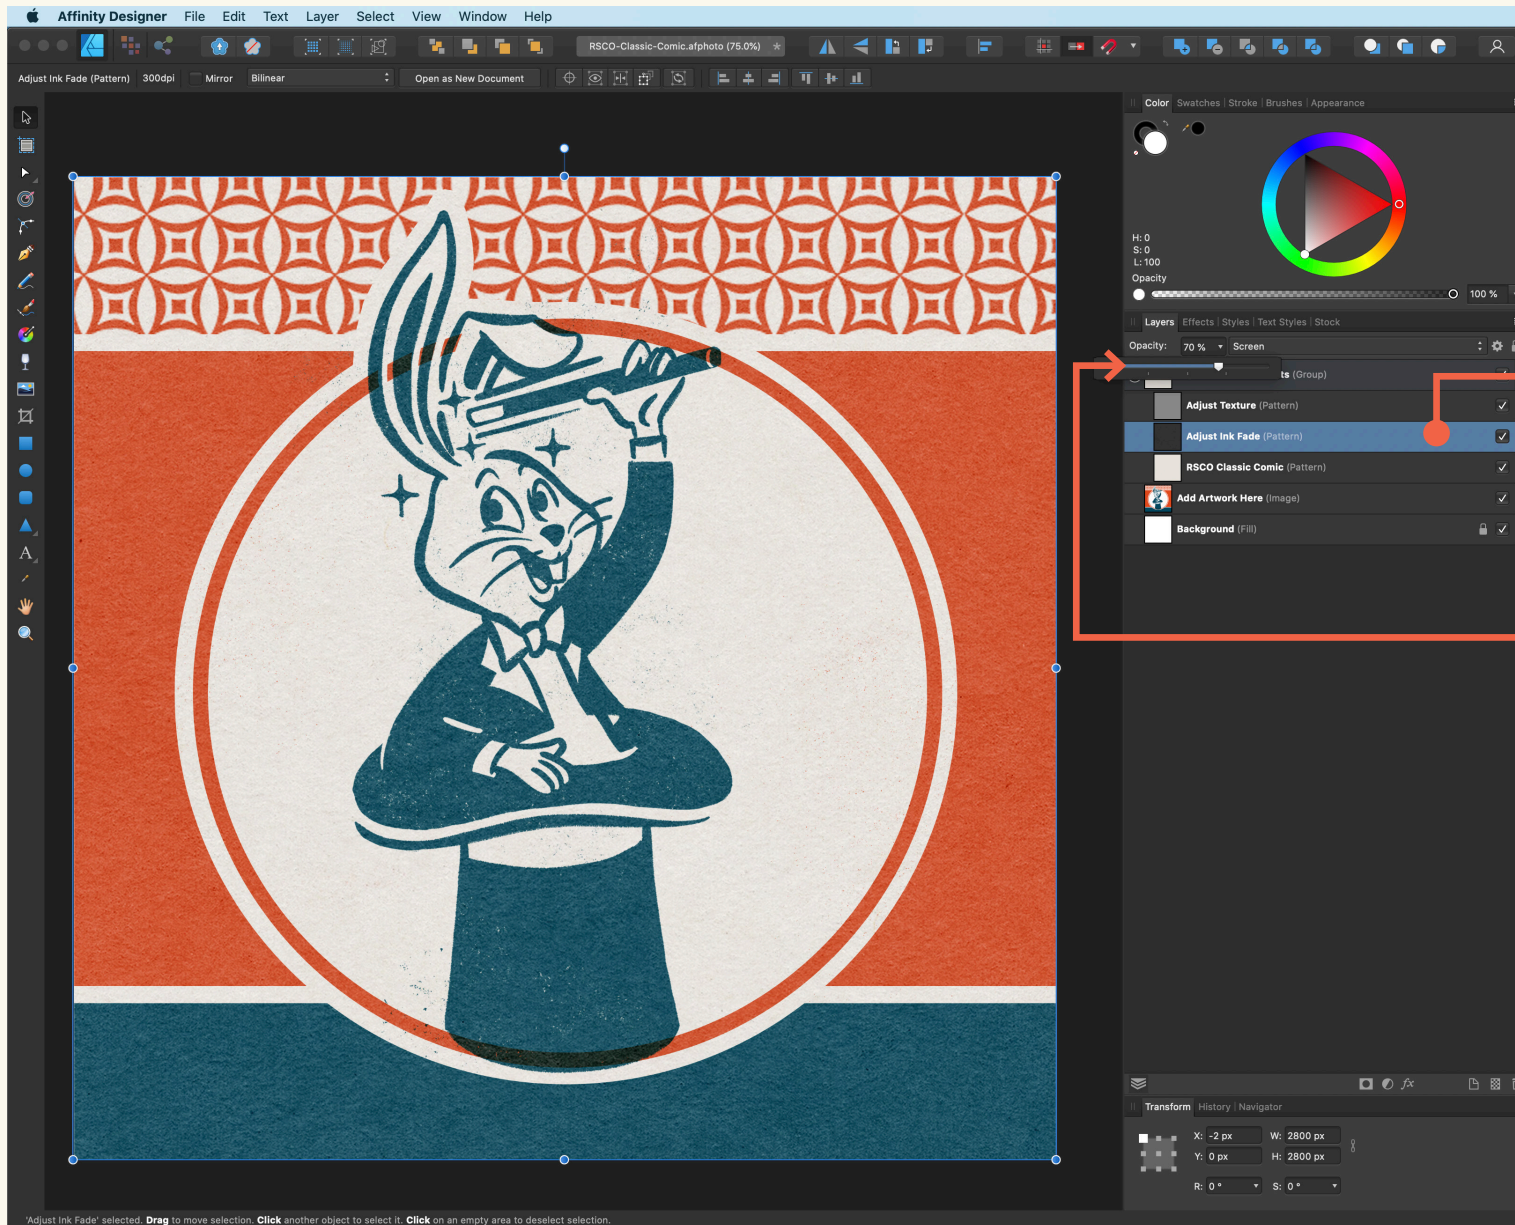 Affinity Designer File Edit Text Layer Select View Window Help
RSCO-Classic-Comic.afphoto (75.0%)
Adjust Ink Fade (Pattern) 300dpi Mirror Bilinear Open as New Document
Color Swatches Stroke Brushes Appearance
H: 0
S: 0
L: 100
Opacity
100 %
Layers Effects Styles Text Styles Stock
Opacity: 70 % Screen
ts (Group)
Adjust Texture (Pattern)
Adjust Ink Fade (Pattern)
RSCO Classic Comic (Pattern)
Add Artwork Here (Image)
Background (Fill)
A
fx
Transform History Navigator
X: -2 px W: 2800 px
Y: 0 px H: 2800 px
R: 0 ° S: 0 °
'Adjust Ink Fade' selected. Drag to move selection. Click another object to select it. Click on an empty area to deselect selection.